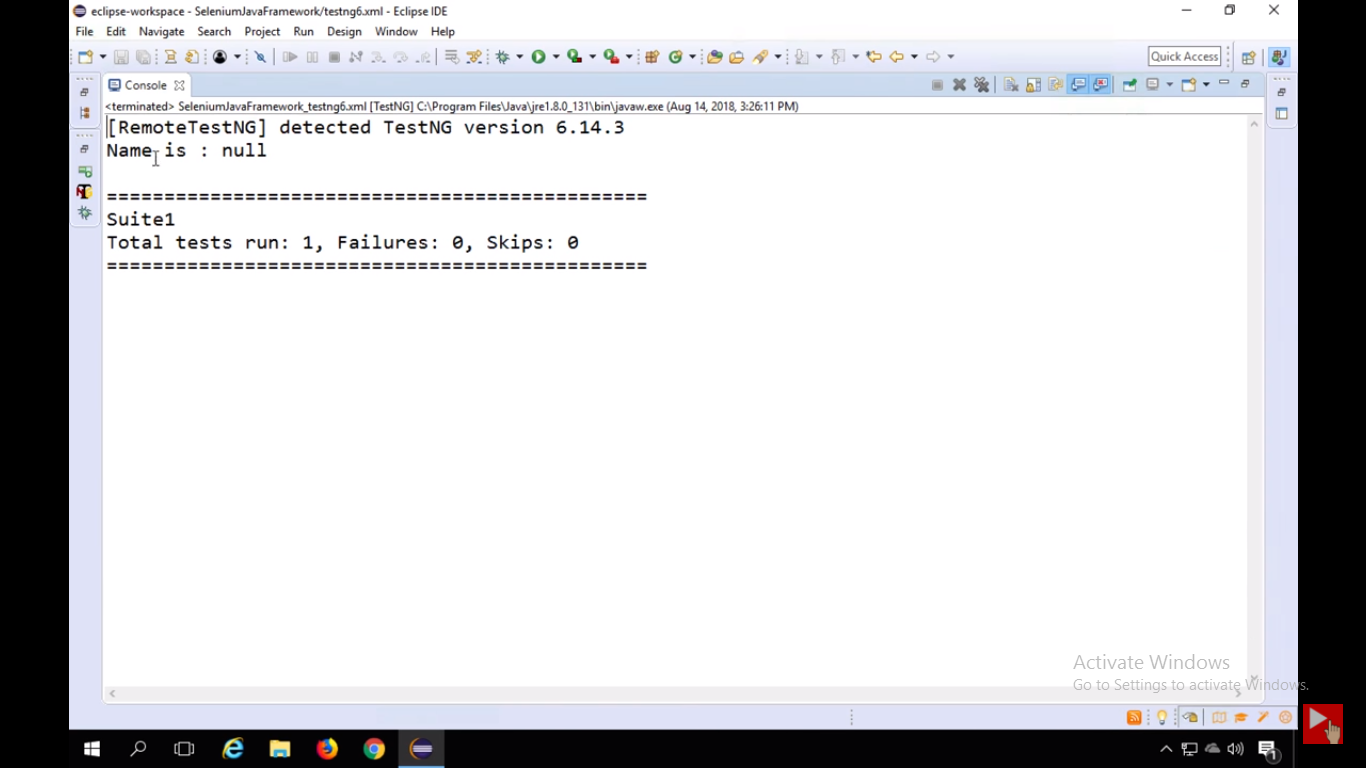 eclipse-workspace - SeleniumJavaFramework/testng6.xml - Eclipse IDE
File Edit Navigate Search Project Run Design Window Help
Quick Access
Console
<terminated> SeleniumJavaFramework_testng6.xml [TestNG] C:\Program Files\Java\jre1.8.0_131\bin\javaw.exe (Aug 14, 2018, 3:26:11 PM)
[RemoteTestNG] detected TestNG version 6.14.3
Name is : null
===============================================
Suite1
Total tests run: 1, Failures: 0, Skips: 0
===============================================
Activate Windows
Go to Settings to activate Windows.
1